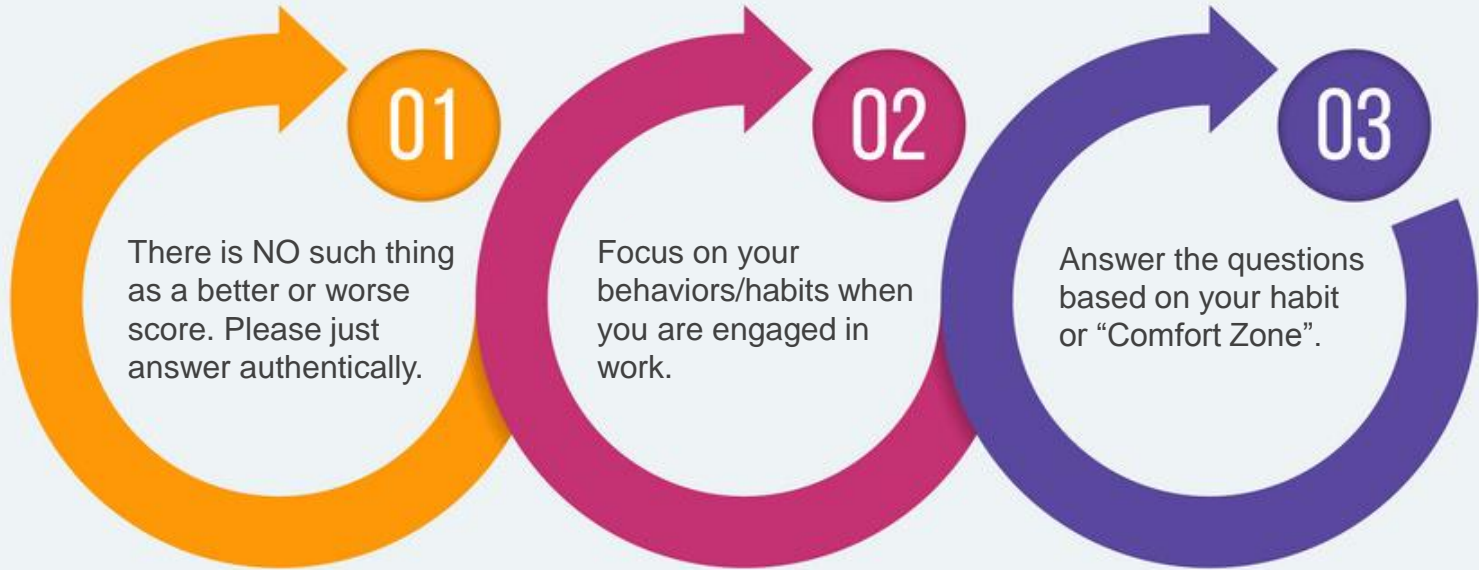 01
There is NO such thing
as a better or worse
score. Please just
answer authentically.
02
Focus on your
behaviors/habits when
you are engaged in
work.
03
Answer the questions
based on your habit
or “Comfort Zone”.